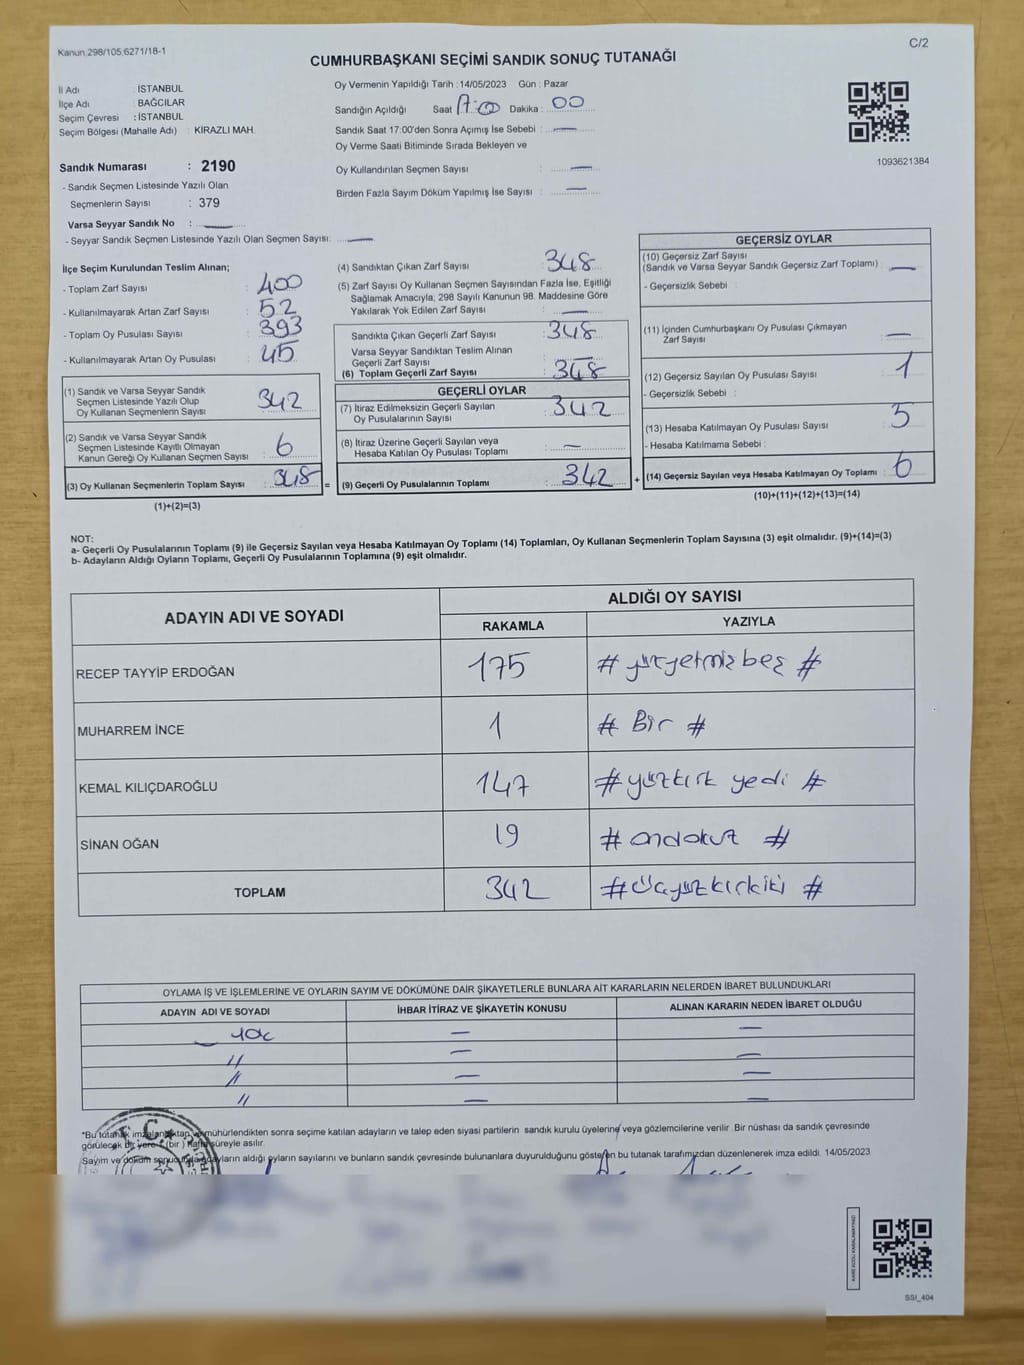 Kanun:298/105;6271/18-1
C/2
CUMHURBAŞKANI SEÇİMİ SANDIK SONUÇ TUTANAĞI
İl Adı : İSTANBUL
İlçe Adı : BAĞCILAR
Seçim Çevresi : İSTANBUL
Seçim Bölgesi (Mahalle Adı) : KİRAZLI MAH.
Oy Vermenin Yapıldığı Tarih : 14/05/2023 Gün : Pazar
Sandığın Açıldığı Saat 17:00 Dakika : 00
Sandık Saat 17:00'den Sonra Açımış İse Sebebi : —
Oy Verme Saati Bitiminde Sırada Bekleyen ve
Oy Kullandırılan Seçmen Sayısı : —
Birden Fazla Sayım Döküm Yapılmış İse Sayısı : —
1093621384
Sandık Numarası : 2190
- Sandık Seçmen Listesinde Yazılı Olan
Seçmenlerin Sayısı : 379
Varsa Seyyar Sandık No : —
- Seyyar Sandık Seçmen Listesinde Yazılı Olan Seçmen Sayısı: —
İlçe Seçim Kurulundan Teslim Alınan;
- Toplam Zarf Sayısı : 400
- Kullanılmayarak Artan Zarf Sayısı : 52
- Toplam Oy Pusulası Sayısı : 393
- Kullanılmayarak Artan Oy Pusulası : 45
(1) Sandık ve Varsa Seyyar Sandık
Seçmen Listesinde Yazılı Olup
Oy Kullanan Seçmenlerin Sayısı : 342
(2) Sandık ve Varsa Seyyar Sandık
Seçmen Listesinde Kayıtlı Olmayan
Kanun Gereği Oy Kullanan Seçmen Sayısı : 6
(3) Oy Kullanan Seçmenlerin Toplam Sayısı : 348 =
(1)+(2)=(3)
(4) Sandıktan Çıkan Zarf Sayısı : 348
(5) Zarf Sayısı Oy Kullanan Seçmen Sayısından Fazla İse, Eşitliği
Sağlamak Amacıyla; 298 Sayılı Kanunun 98. Maddesine Göre
Yakılarak Yok Edilen Zarf Sayısı : —
Sandıkta Çıkan Geçerli Zarf Sayısı : 348
Varsa Seyyar Sandıktan Teslim Alınan
Geçerli Zarf Sayısı : —
(6) Toplam Geçerli Zarf Sayısı : 348
GEÇERLİ OYLAR
(7) İtiraz Edilmeksizin Geçerli Sayılan
Oy Pusulalarının Sayısı : 342
(8) İtiraz Üzerine Geçerli Sayılan veya
Hesaba Katılan Oy Pusulası Toplamı : —
(9) Geçerli Oy Pusulalarının Toplamı : 342 +
GEÇERSİZ OYLAR
(10) Geçersiz Zarf Sayısı
(Sandık ve Varsa Seyyar Sandık Geçersiz Zarf Toplamı) : —
- Geçersizlik Sebebi :
(11) İçinden Cumhurbaşkanı Oy Pusulası Çıkmayan
Zarf Sayısı : —
(12) Geçersiz Sayılan Oy Pusulası Sayısı : 1
- Geçersizlik Sebebi :
(13) Hesaba Katılmayan Oy Pusulası Sayısı : 5
- Hesaba Katılmama Sebebi :
(14) Geçersiz Sayılan veya Hesaba Katılmayan Oy Toplamı : 6
(10)+(11)+(12)+(13)=(14)
NOT:
a- Geçerli Oy Pusulalarının Toplamı (9) ile Geçersiz Sayılan veya Hesaba Katılmayan Oy Toplamı (14) Toplamları, Oy Kullanan Seçmenlerin Toplam Sayısına (3) eşit olmalıdır. (9)+(14)=(3)
b- Adayların Aldığı Oyların Toplamı, Geçerli Oy Pusulalarının Toplamına (9) eşit olmalıdır.
ADAYIN ADI VE SOYADI
ALDIĞI OY SAYISI
RAKAMLA YAZIYLA
RECEP TAYYİP ERDOĞAN 175 # yüzyetmiş beş #
MUHARREM İNCE 1 # Bir #
KEMAL KILIÇDAROĞLU 147 # yüzkırk yedi #
SİNAN OĞAN 19 # ondokuz #
TOPLAM 342 # Üçyüzkırkiki #
OYLAMA İŞ VE İŞLEMLERİNE VE OYLARIN SAYIM VE DÖKÜMÜNE DAİR ŞİKAYETLERLE BUNLARA AİT KARARLARIN NELERDEN İBARET BULUNDUKLARI
ADAYIN ADI VE SOYADI İHBAR İTİRAZ VE ŞİKAYETİN KONUSU ALINAN KARARIN NEDEN İBARET OLDUĞU
yok — —
" — —
" — —
" — —
*Bu tutanak imzalandıktan ve mühürlendikten sonra seçime katılan adayların ve talep eden siyasi partilerin sandık kurulu üyelerine veya gözlemcilerine verilir. Bir nüshası da sandık çevresinde
görülecek bir yere 7 (bir) hafta süreyle asılır.
Sayım ve döküm sonucu adayların aldığı oyların sayılarını ve bunların sandık çevresinde bulunanlara duyurulduğunu gösteren bu tutanak tarafımızdan düzenlenerek imza edildi. 14/05/2023
SSI_404